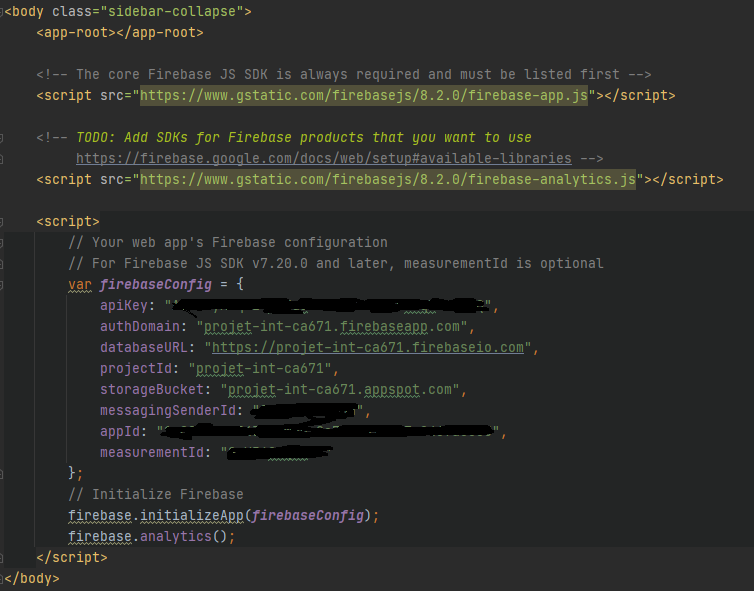 <body class="sidebar-collapse">
<app-root></app-root>
<!-- The core Firebase JS SDK is always required and must be listed first -->
<script src="https://www.gstatic.com/firebasejs/8.2.0/firebase-app.js"></script>
<!-- TODO: Add SDKs for Firebase products that you want to use
https://firebase.google.com/docs/web/setup#available-libraries -->
<script src="https://www.gstatic.com/firebasejs/8.2.0/firebase-analytics.js"></script>
<script>
// Your web app's Firebase configuration
// For Firebase JS SDK v7.20.0 and later, measurementId is optional
var firebaseConfig = {
apiKey: "",
authDomain: "projet-int-ca671.firebaseapp.com",
databaseURL: "https://projet-int-ca671.firebaseio.com",
projectId: "projet-int-ca671",
storageBucket: "projet-int-ca671.appspot.com",
messagingSenderId: "",
appId: "",
measurementId: "
};
// Initialize Firebase
firebase.initializeApp(firebaseConfig);
firebase.analytics();
</script>
</body>